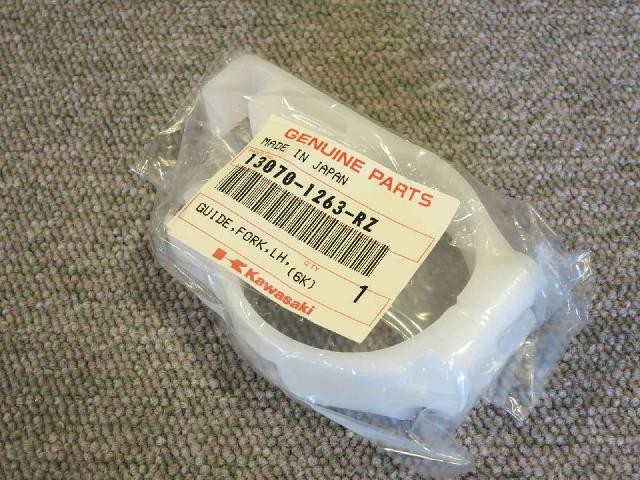 GENUINE PARTS
MADE IN JAPAN
13070-1263-RZ
GUIDE,FORK,LH,(6K)
QTY
1
Kawasaki